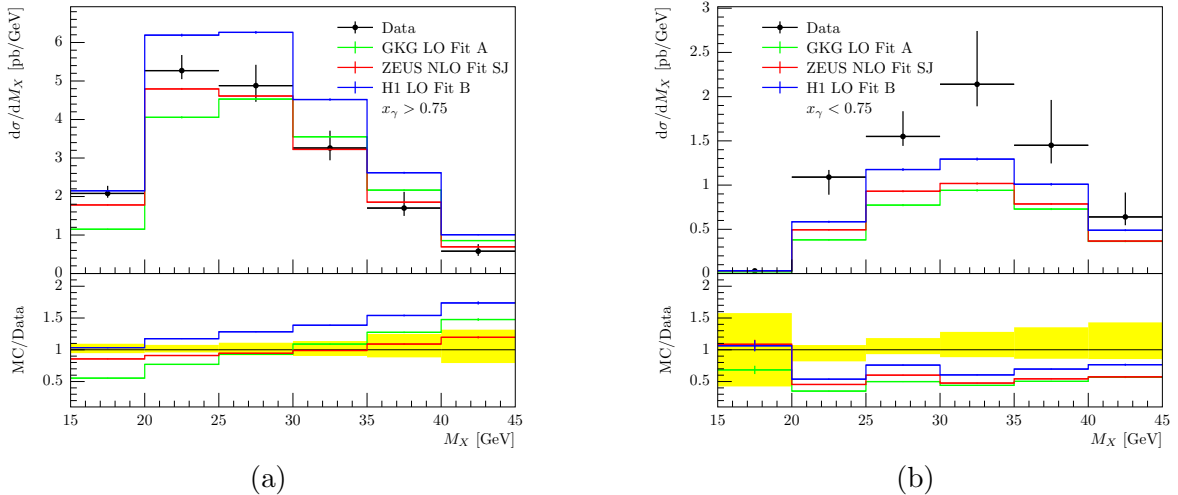 Data
GKG LO Fit A
ZEUS NLO Fit SJ
H1 LO Fit B
xγ > 0.75
0
1
2
3
4
5
6
dσ/dM_X [pb/GeV]
0.5
1
1.5
2
MC/Data
15 20 25 30 35 40 45
M_X [GeV]
(a)
Data
GKG LO Fit A
ZEUS NLO Fit SJ
H1 LO Fit B
xγ < 0.75
0
0.5
1
1.5
2
2.5
3
dσ/dM_X [pb/GeV]
0.5
1
1.5
2
MC/Data
15 20 25 30 35 40 45
M_X [GeV]
(b)